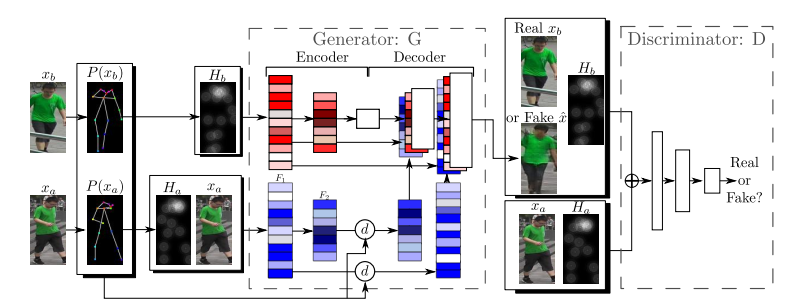 Generator: G
Encoder
Decoder
Real x_b
Discriminator: D
x_b
P(x_b)
H_b
H_b
or Fake x̂
x_a
P(x_a)
H_a
x_a
F_1
F_2
d
d
x_a
H_a
Real
or
Fake?